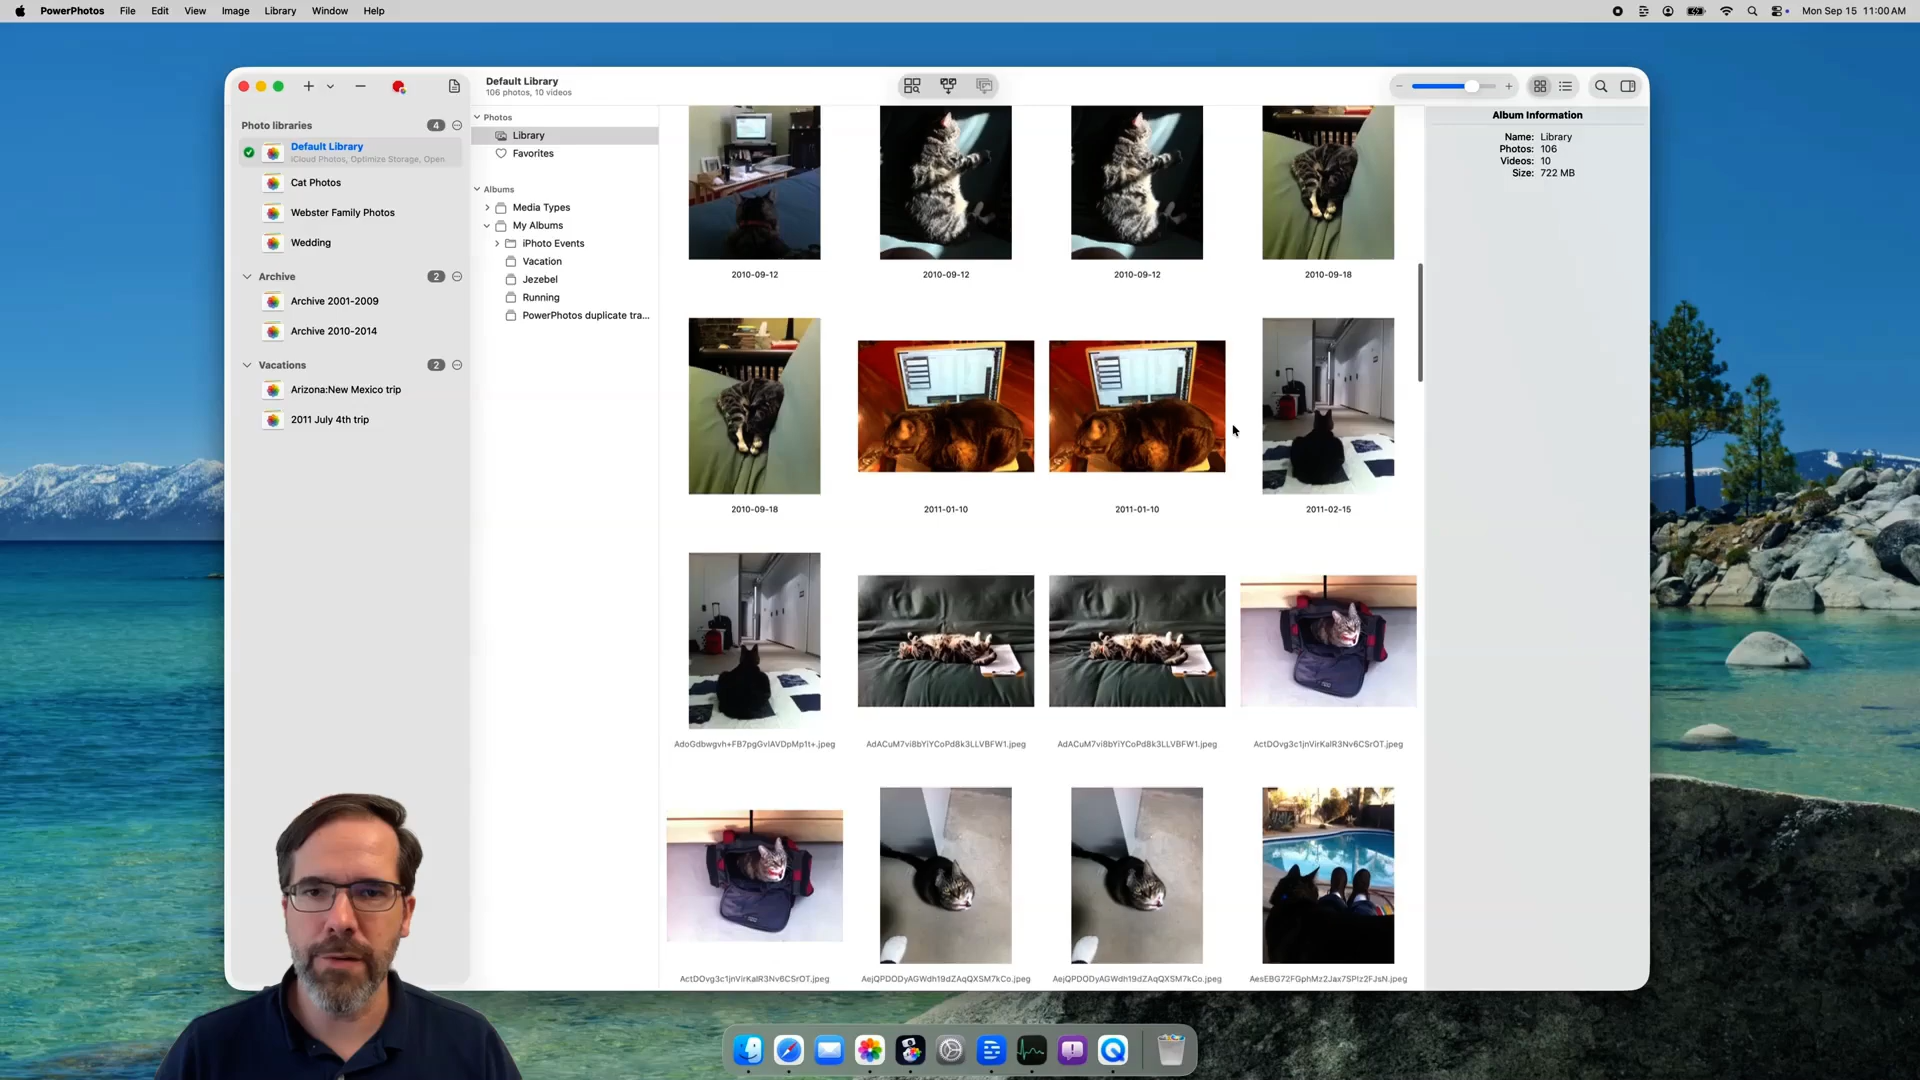 PowerPhotos File Edit View Image Library Window Help
Mon Sep 15 11:00 AM
Default Library
106 photos, 10 videos
Photo libraries 4
Default Library
iCloud Photos, Optimize Storage, Open
Cat Photos
Webster Family Photos
Wedding
Archive 2
Archive 2001-2009
Archive 2010-2014
Vacations 2
Arizona:New Mexico trip
2011 July 4th trip
Photos
Library
Favorites
Albums
Media Types
My Albums
iPhoto Events
Vacation
Jezebel
Running
PowerPhotos duplicate tra...
2010-09-12 2010-09-12 2010-09-12 2010-09-18
2010-09-18 2011-01-10 2011-01-10 2011-02-15
AdoGdbwgvh+FB7pgGvlAVDpMp1t+.jpeg AdACuM7vi8bYiYCoPd8k3LLVBFW1.jpeg AdACuM7vi8bYiYCoPd8k3LLVBFW1.jpeg ActDOvg3c1jnVirKalR3Nv6CSrOT.jpeg
ActDOvg3c1jnVirKalR3Nv6CSrOT.jpeg AejQPDODyAGWdh19dZAqQXSM7kCo.jpeg AejQPDODyAGWdh19dZAqQXSM7kCo.jpeg AesEBG72FGphMz2Jax7SPlz2FJsN.jpeg
Album Information
Name: Library
Photos: 106
Videos: 10
Size: 722 MB